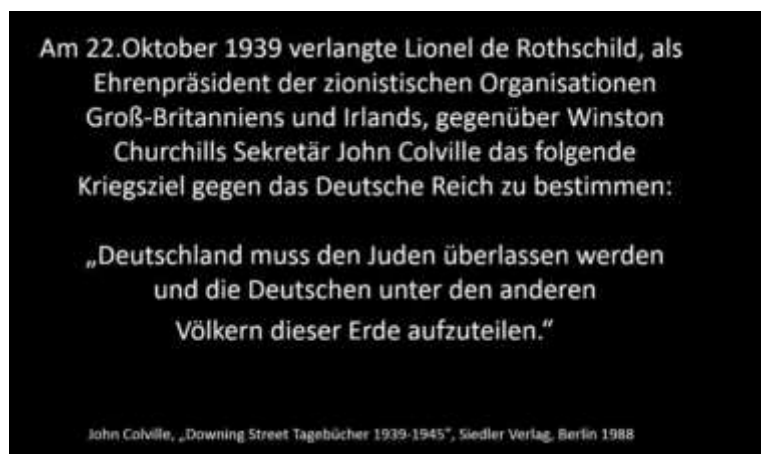 Am 22.Oktober 1939 verlangte Lionel de Rothschild, als
Ehrenpräsident der zionistischen Organisationen
Groß-Britanniens und Irlands, gegenüber Winston
Churchills Sekretär John Colville das folgende
Kriegsziel gegen das Deutsche Reich zu bestimmen:
„Deutschland muss den Juden überlassen werden
und die Deutschen unter den anderen
Völkern dieser Erde aufzuteilen.“
John Colville, „Downing Street Tagebücher 1939-1945“, Siedler Verlag, Berlin 1988